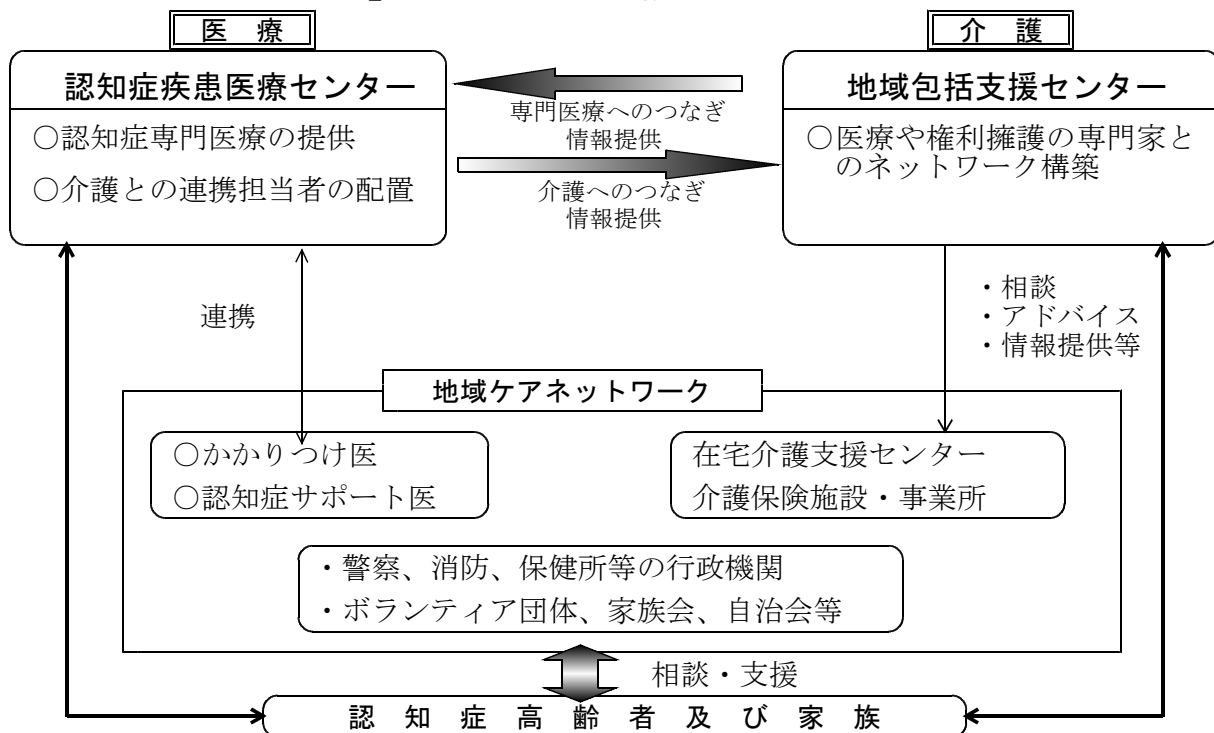 医 療
介 護
認知症疾患医療センター
○認知症専門医療の提供
○介護との連携担当者の配置
専門医療へのつなぎ
情報提供
介護へのつなぎ
情報提供
地域包括支援センター
○医療や権利擁護の専門家と
のネットワーク構築
連携
・相談
・アドバイス
・情報提供等
地域ケアネットワーク
○かかりつけ医
○認知症サポート医
在宅介護支援センター
介護保険施設・事業所
・警察、消防、保健所等の行政機関
・ボランティア団体、家族会、自治会等
相談・支援
認 知 症 高 齢 者 及 び 家 族